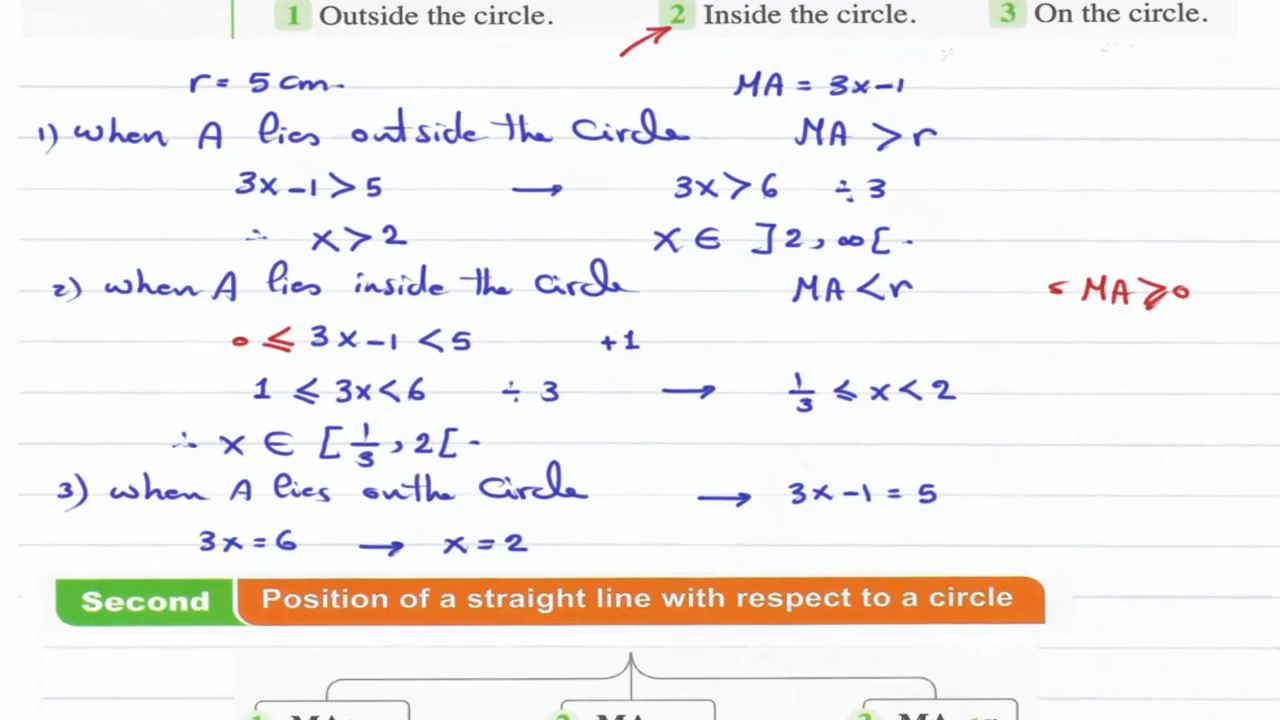 1 Outside the circle. 2 Inside the circle. 3 On the circle.
r = 5 cm. MA = 3x-1
1) when A lies outside the Circle MA > r
3x-1 > 5 → 3x > 6 ÷ 3
∴ x > 2 x ∈ ]2, ∞[.
2) when A lies inside the Circle MA < r , MA ⩾ 0
0 ⩽ 3x-1 < 5 +1
1 ⩽ 3x < 6 ÷ 3 → 1/3 ⩽ x < 2
∴ x ∈ [1/3, 2[.
3) when A lies on the Circle → 3x-1 = 5
3x = 6 → x = 2
Second Position of a straight line with respect to a circle